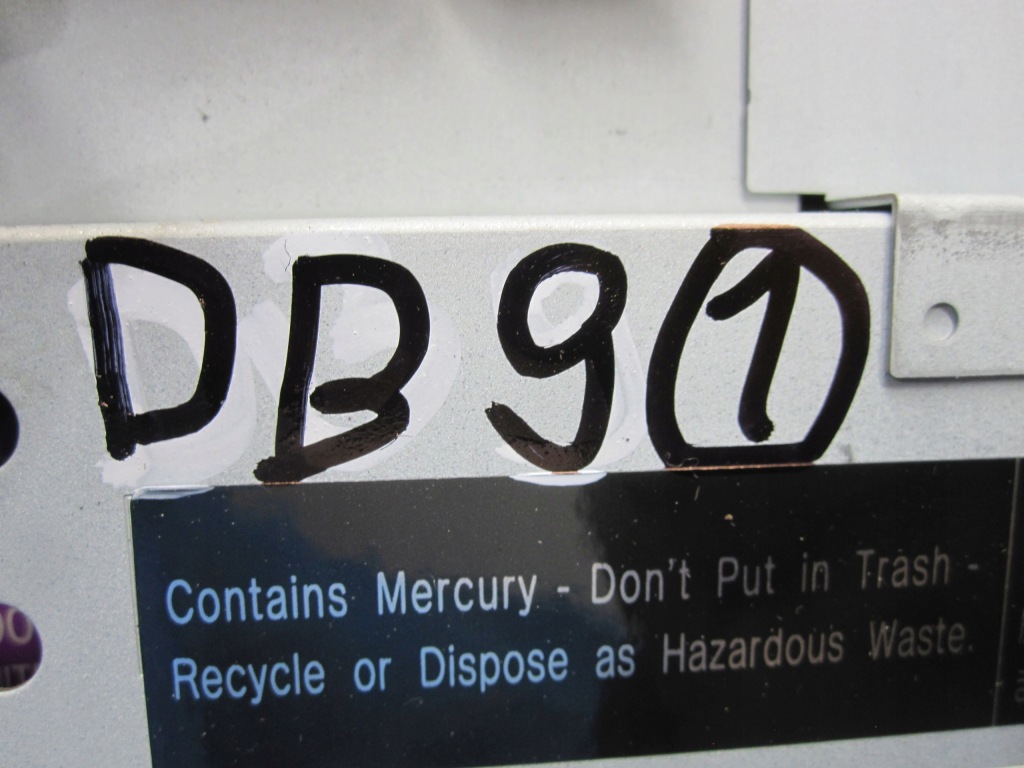 DB9①
Contains Mercury - Don't Put in Trash -
Recycle or Dispose as Hazardous Waste.